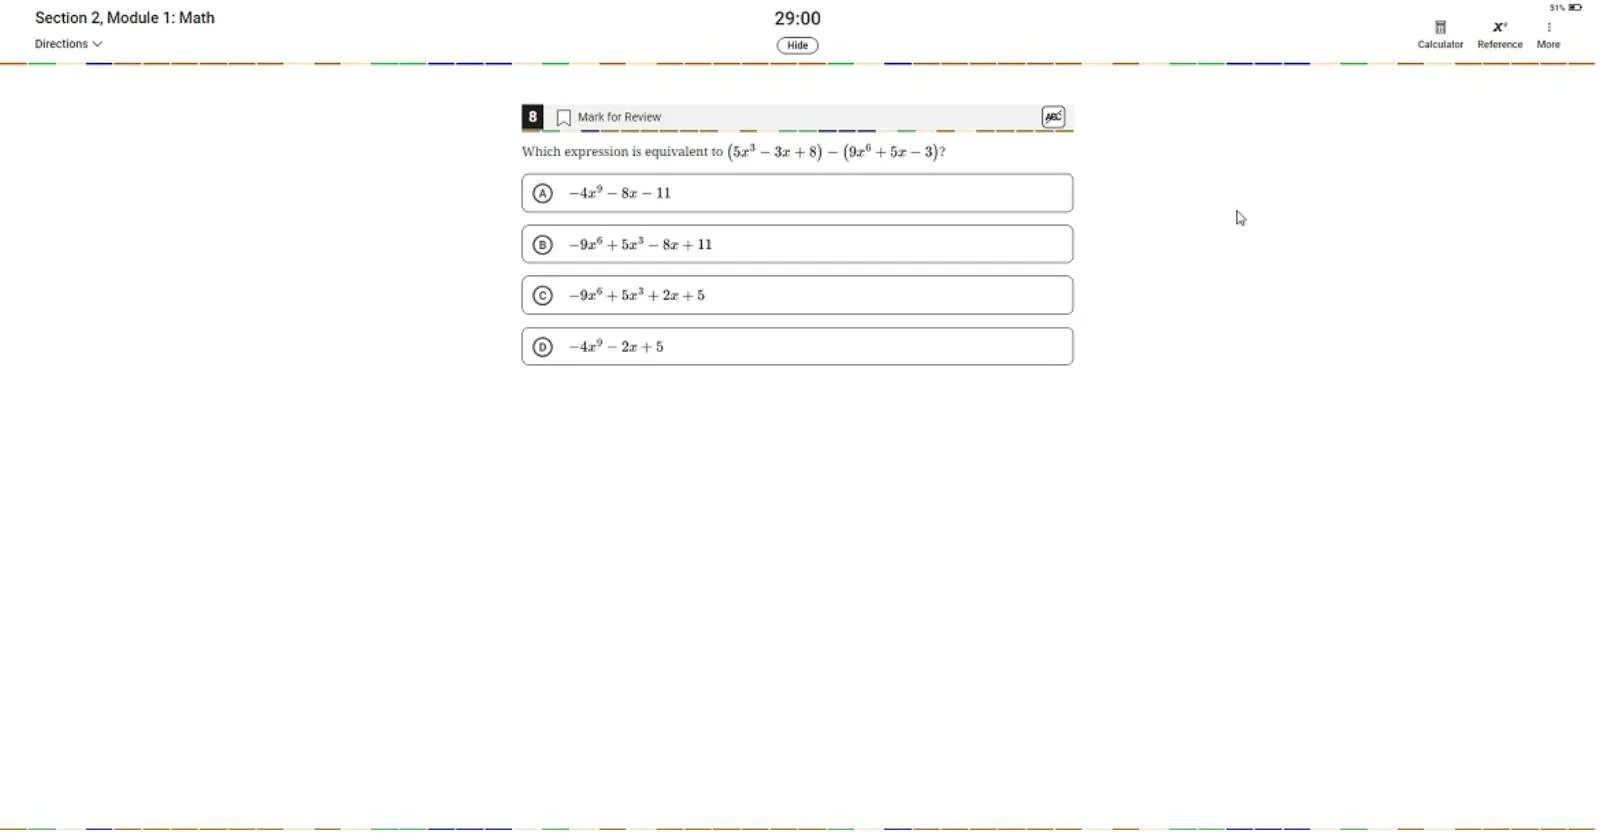 Section 2, Module 1: Math
29:00
51%
Directions
Hide
Calculator
Reference
More
8
Mark for Review
ABC
Which expression is equivalent to (5x³ − 3x + 8) − (9x⁶ + 5x − 3)?
A −4x⁹ − 8x − 11
B −9x⁶ + 5x³ − 8x + 11
C −9x⁶ + 5x³ + 2x + 5
D −4x⁹ − 2x + 5